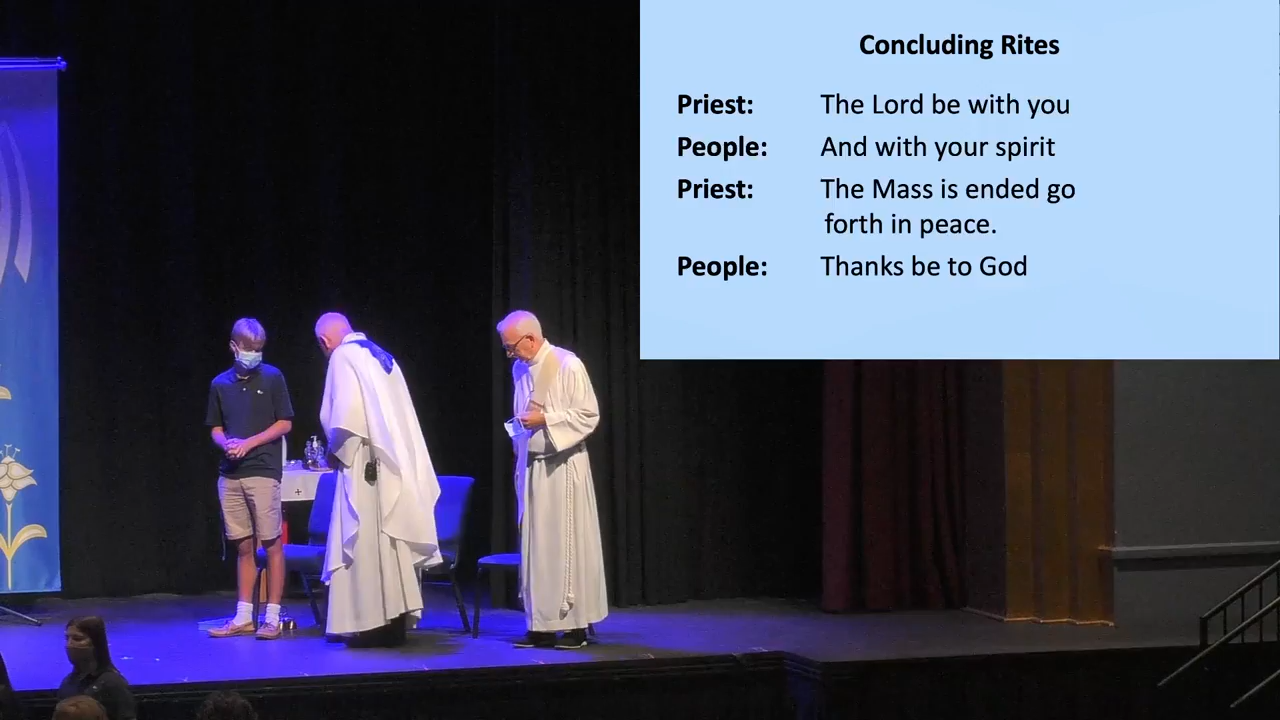 Concluding Rites
Priest: The Lord be with you
People: And with your spirit
Priest: The Mass is ended go
forth in peace.
People: Thanks be to God